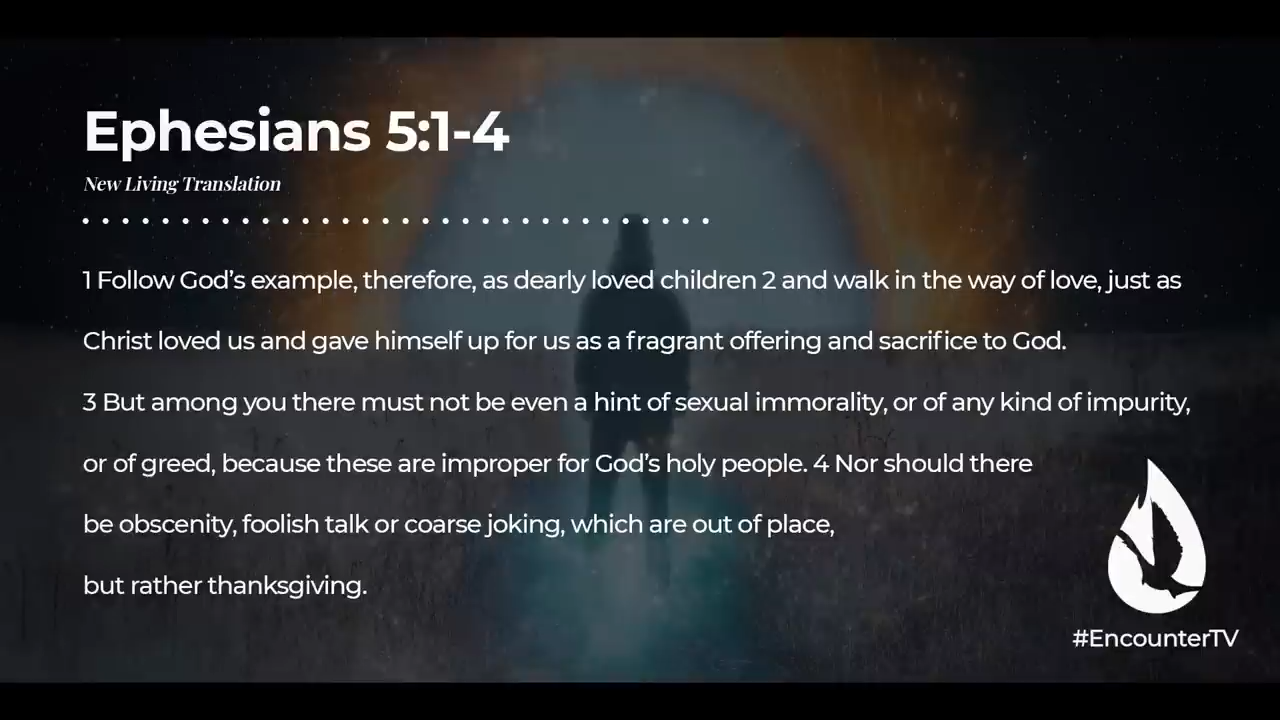 Ephesians 5:1-4
New Living Translation
1 Follow God's example, therefore, as dearly loved children 2 and walk in the way of love, just as
Christ loved us and gave himself up for us as a fragrant offering and sacrifice to God.
3 But among you there must not be even a hint of sexual immorality, or of any kind of impurity,
or of greed, because these are improper for God's holy people. 4 Nor should there
be obscenity, foolish talk or coarse joking, which are out of place,
but rather thanksgiving.
#EncounterTV